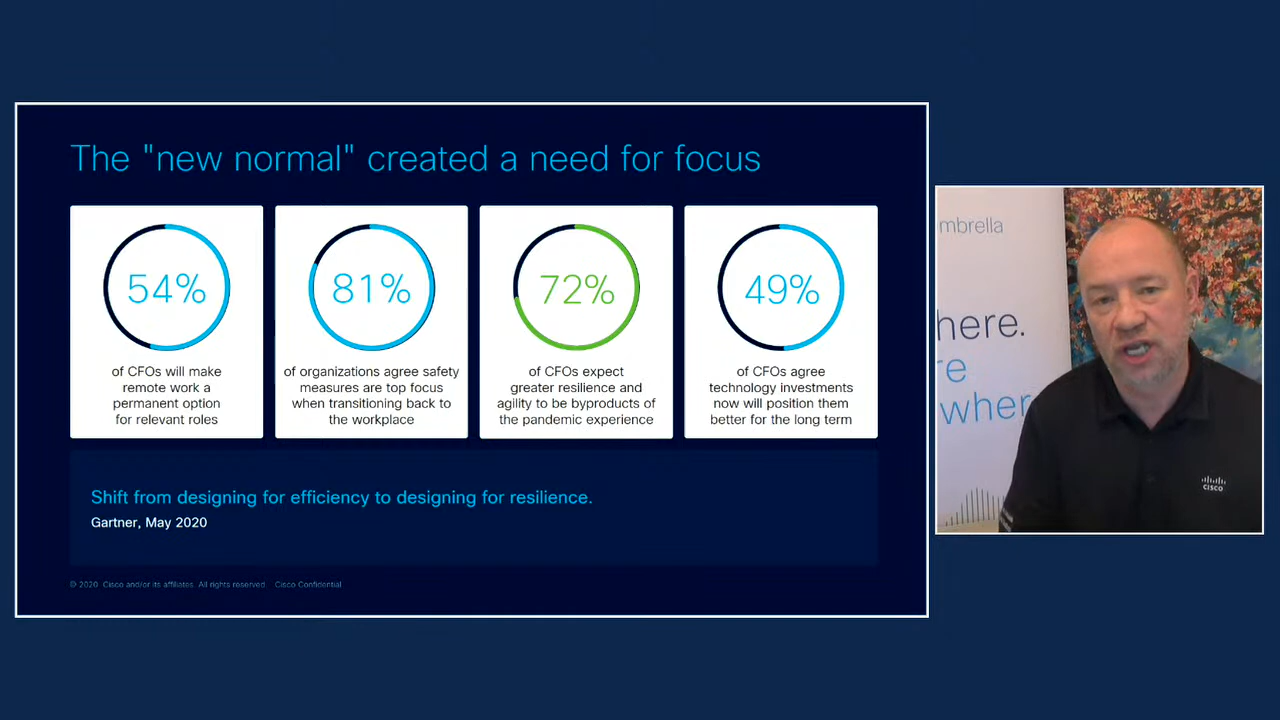 The "new normal" created a need for focus
54%
of CFOs will make
remote work a
permanent option
for relevant roles
81%
of organizations agree safety
measures are top focus
when transitioning back to
the workplace
72%
of CFOs expect
greater resilience and
agility to be byproducts of
the pandemic experience
49%
of CFOs agree
technology investments
now will position them
better for the long term
Shift from designing for efficiency to designing for resilience.
Gartner, May 2020
© 2020 Cisco and/or its affiliates. All rights reserved. Cisco Confidential
mbrella
here.
re
wher
CISCO